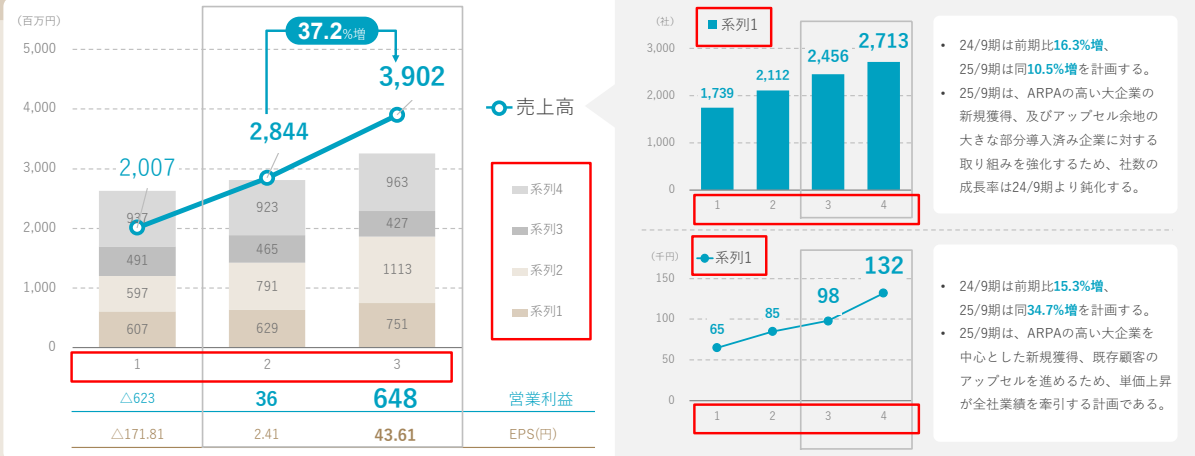 (百万円)
5,000
4,000
3,000
2,000
1,000
0
37.2%増
3,902
2,844
2,007
売上高
937
491
597
607
923
465
791
629
963
427
1113
751
系列4
系列3
系列2
系列1
1 2 3
△623 36 648 営業利益
△171.81 2.41 43.61 EPS(円)
(社)
系列1
3,000
2,000
1,000
0
1,739
2,112
2,456
2,713
1 2 3 4
• 24/9期は前期比16.3%増、
25/9期は同10.5%増を計画する。
• 25/9期は、ARPAの高い大企業の
新規獲得、及びアップセル余地の
大きな部分導入済み企業に対する
取り組みを強化するため、社数の
成長率は24/9期より鈍化する。
(千円)
系列1
150
100
50
0
65
85
98
132
1 2 3 4
• 24/9期は前期比15.3%増、
25/9期は同34.7%増を計画する。
• 25/9期は、ARPAの高い大企業を
中心とした新規獲得、既存顧客の
アップセルを進めるため、単価上昇
が全社業績を牽引する計画である。